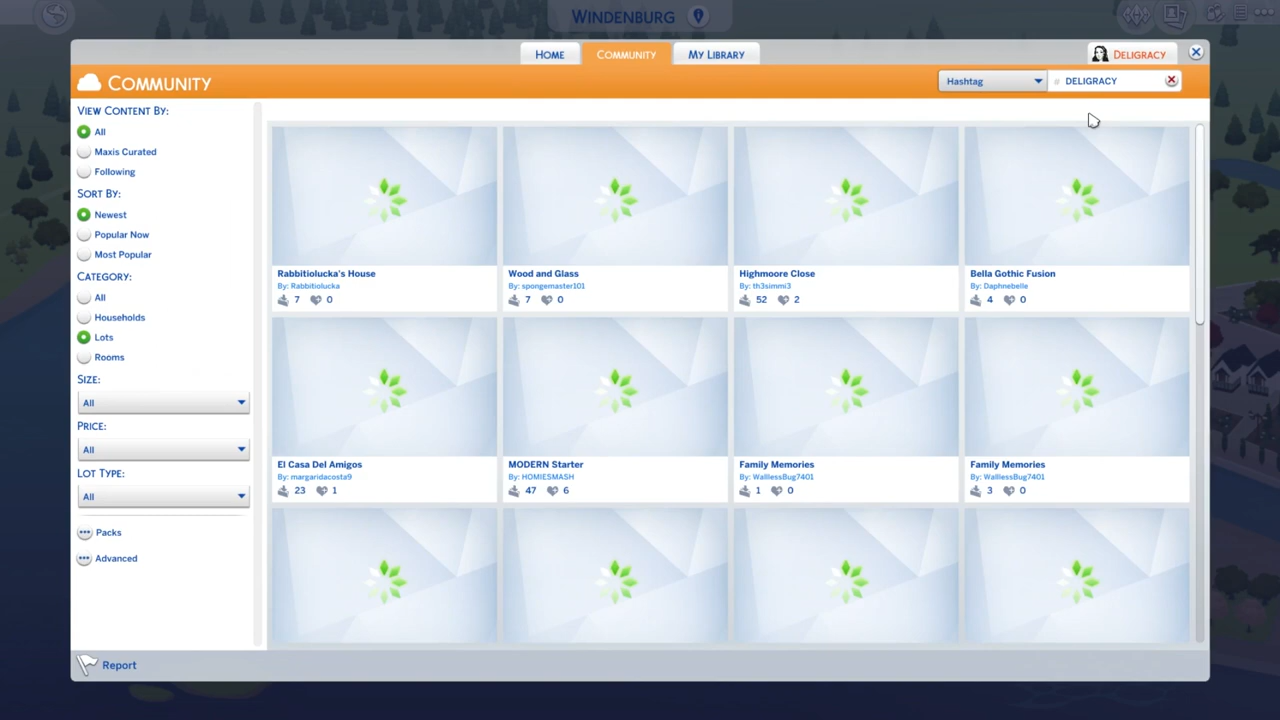 WINDENBURG
HOME
COMMUNITY
MY LIBRARY
DELIGRACY
COMMUNITY
Hashtag
# DELIGRACY
VIEW CONTENT BY:
All
Maxis Curated
Following
SORT BY:
Newest
Popular Now
Most Popular
CATEGORY:
All
Households
Lots
Rooms
SIZE:
All
PRICE:
All
LOT TYPE:
All
Packs
Advanced
Rabbitiolucka's House
By: Rabbitiolucka
7 0
Wood and Glass
By: spongemaster101
7 0
Highmoore Close
By: th3simmi3
52 2
Bella Gothic Fusion
By: Daphnebelle
4 0
El Casa Del Amigos
By: margaridacosta9
23 1
MODERN Starter
By: HOMIESMASH
47 6
Family Memories
By: WalllessBug7401
1 0
Family Memories
By: WalllessBug7401
3 0
Report